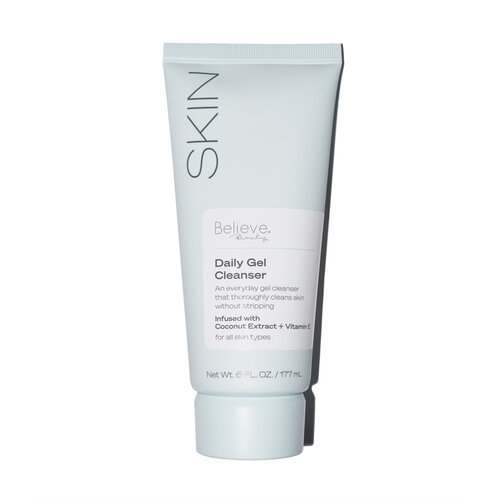 SKIN
Believe.
Beauty
Daily Gel
Cleanser
An everyday gel cleanser
that thoroughly cleans skin
without stripping
Infused with
Coconut Extract + Vitamin E
for all skin types
Net Wt. 6 FL. OZ. / 177 mL